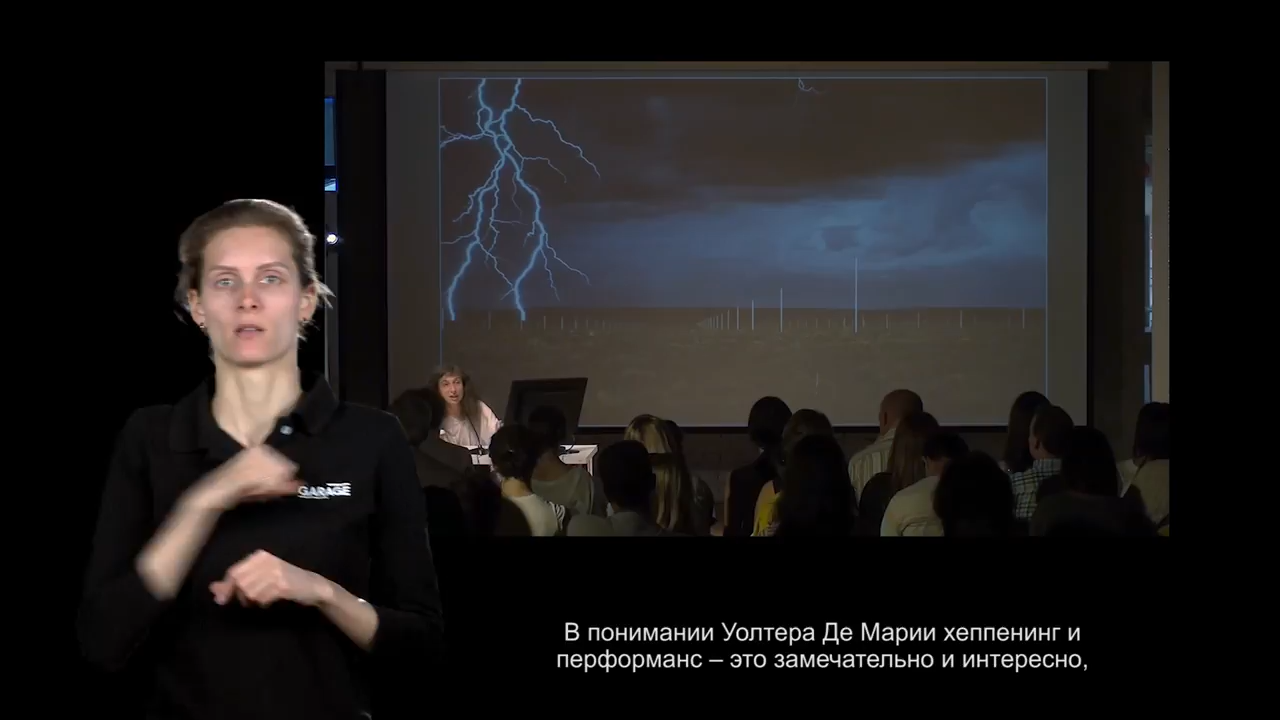 GARAGE
В понимании Уолтера Де Марии хеппенинг и
перформанс – это замечательно и интересно,